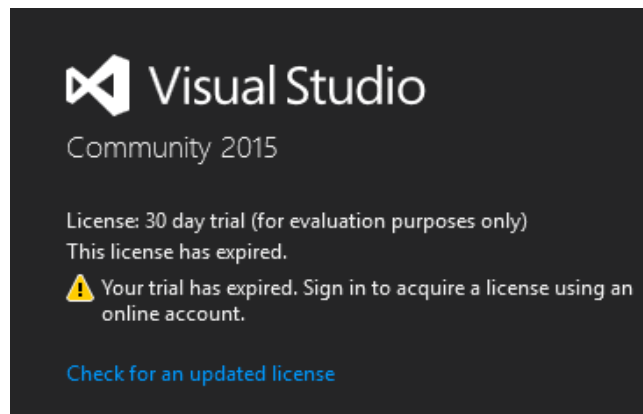 Visual Studio
Community 2015
License: 30 day trial (for evaluation purposes only)
This license has expired.
Your trial has expired. Sign in to acquire a license using an
online account.
Check for an updated license